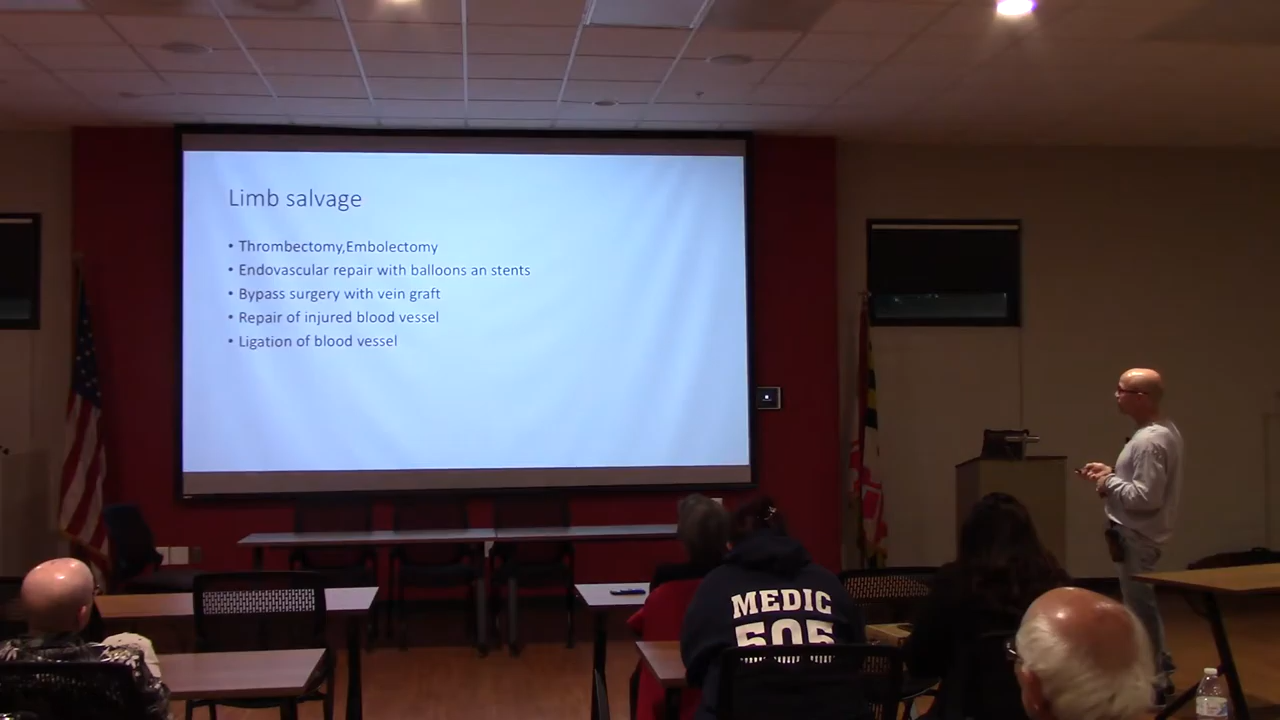 Limb salvage
• Thrombectomy,Embolectomy
• Endovascular repair with balloons an stents
• Bypass surgery with vein graft
• Repair of injured blood vessel
• Ligation of blood vessel
MEDIC
505